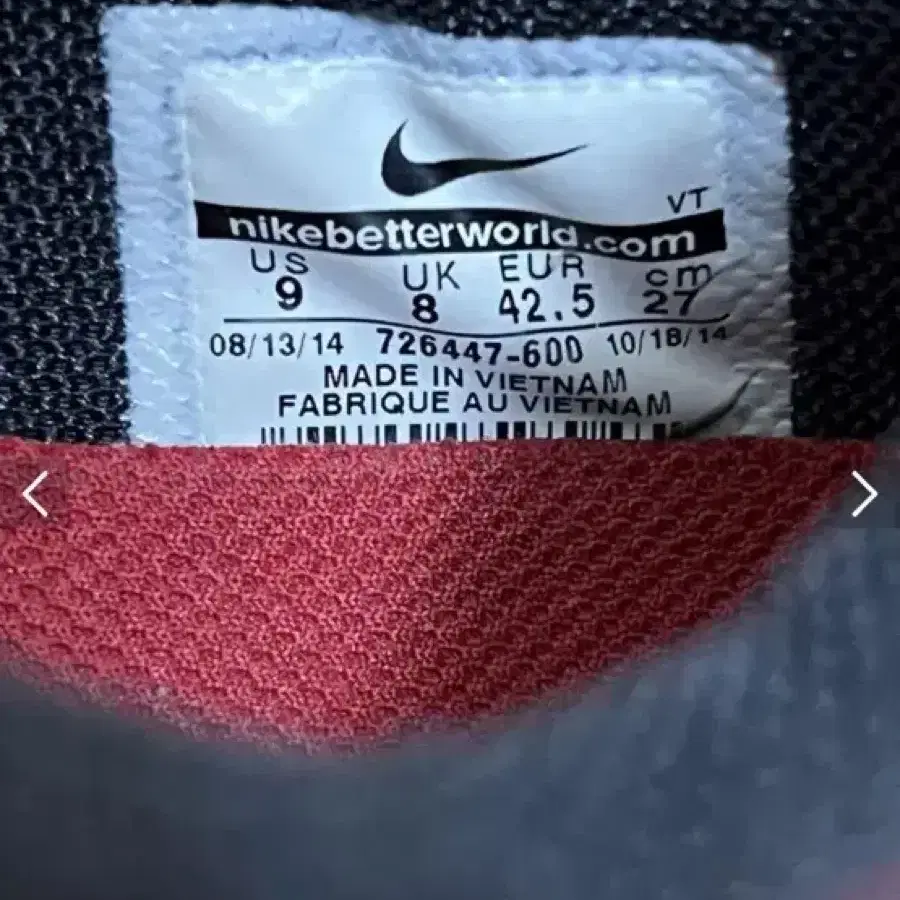 VT
nikebetterworld.com
US UK EUR cm
9 8 42.5 27
08/13/14 726447-600 10/18/14
MADE IN VIETNAM
FABRIQUE AU VIETNAM